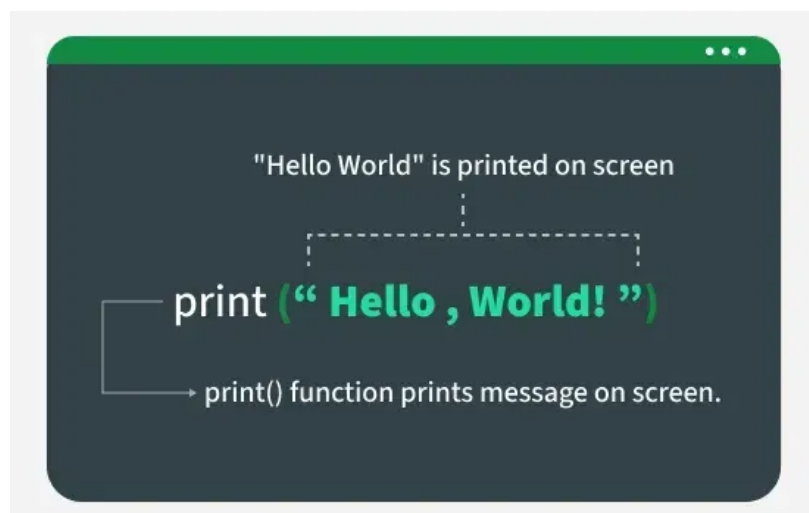 "Hello World" is printed on screen
print (“ Hello , World! ”)
print() function prints message on screen.